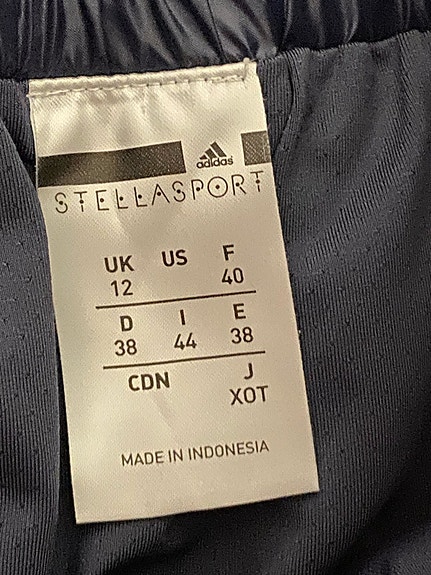 adidas
STELLASPORT
UK US F
12 40
D I E
38 44 38
CDN J
XOT
MADE IN INDONESIA